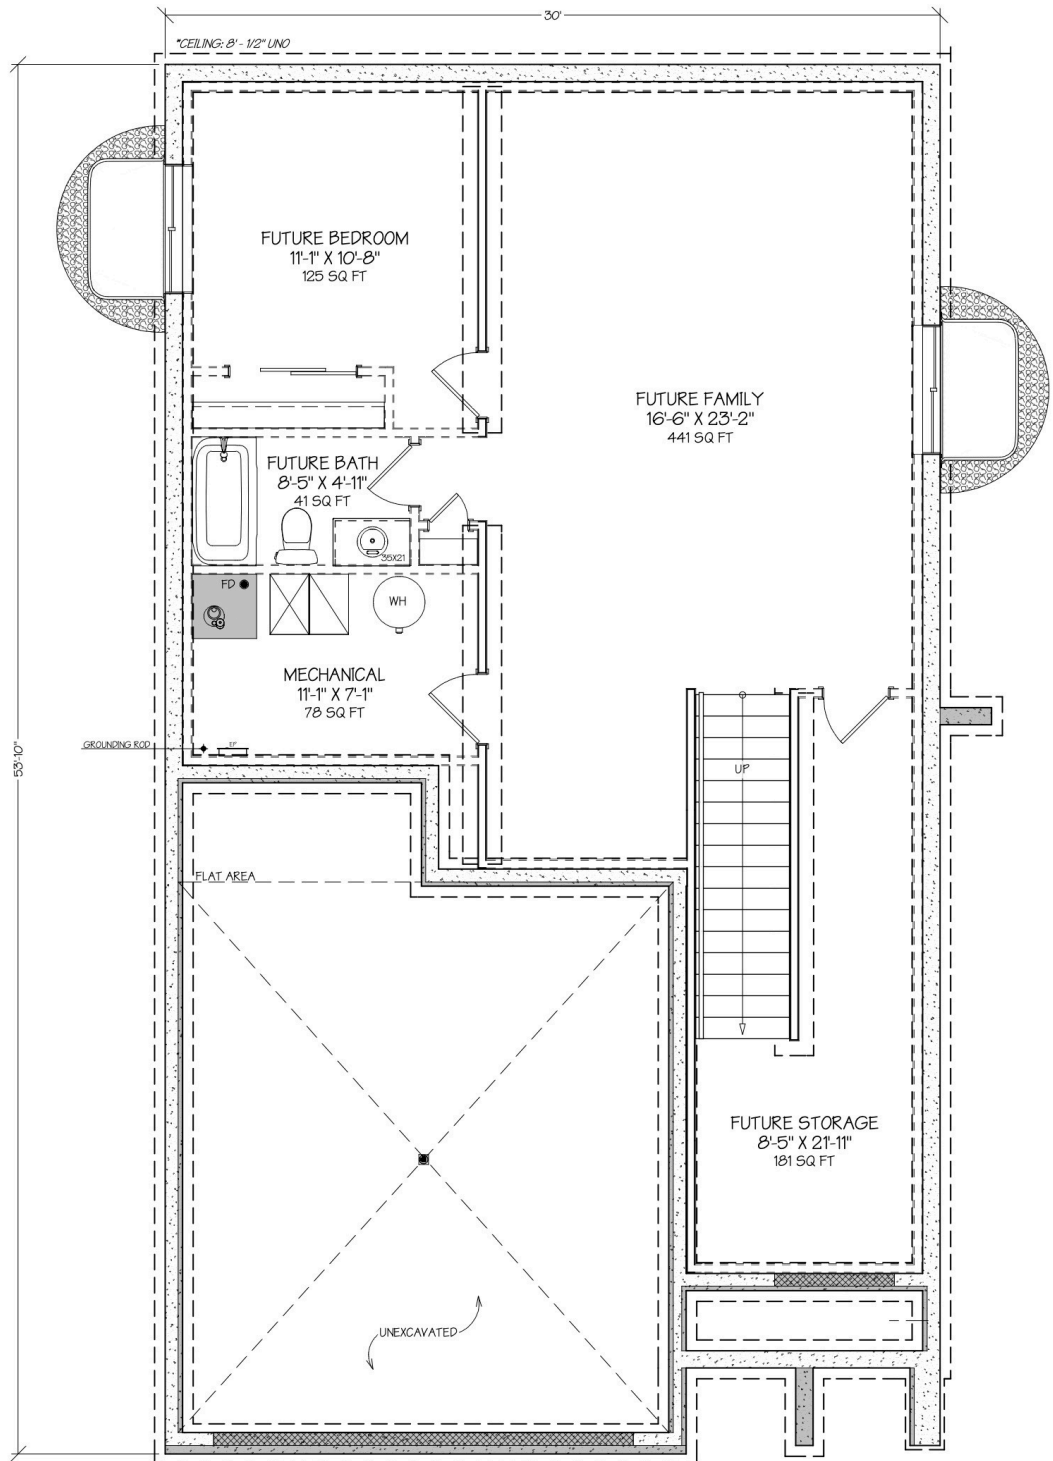 30'
*CEILING: 8' - 1/2" UNO
FUTURE BEDROOM
11'-1" X 10'-8"
125 SQ FT
FUTURE FAMILY
16'-6" X 23'-2"
441 SQ FT
FUTURE BATH
8'-5" X 4'-11"
41 SQ FT
35X21
FD
WH
MECHANICAL
11'-1" X 7'-1"
78 SQ FT
GROUNDING ROD
EP
53'-10"
UP
FLAT AREA
FUTURE STORAGE
8'-5" X 21'-11"
181 SQ FT
UNEXCAVATED